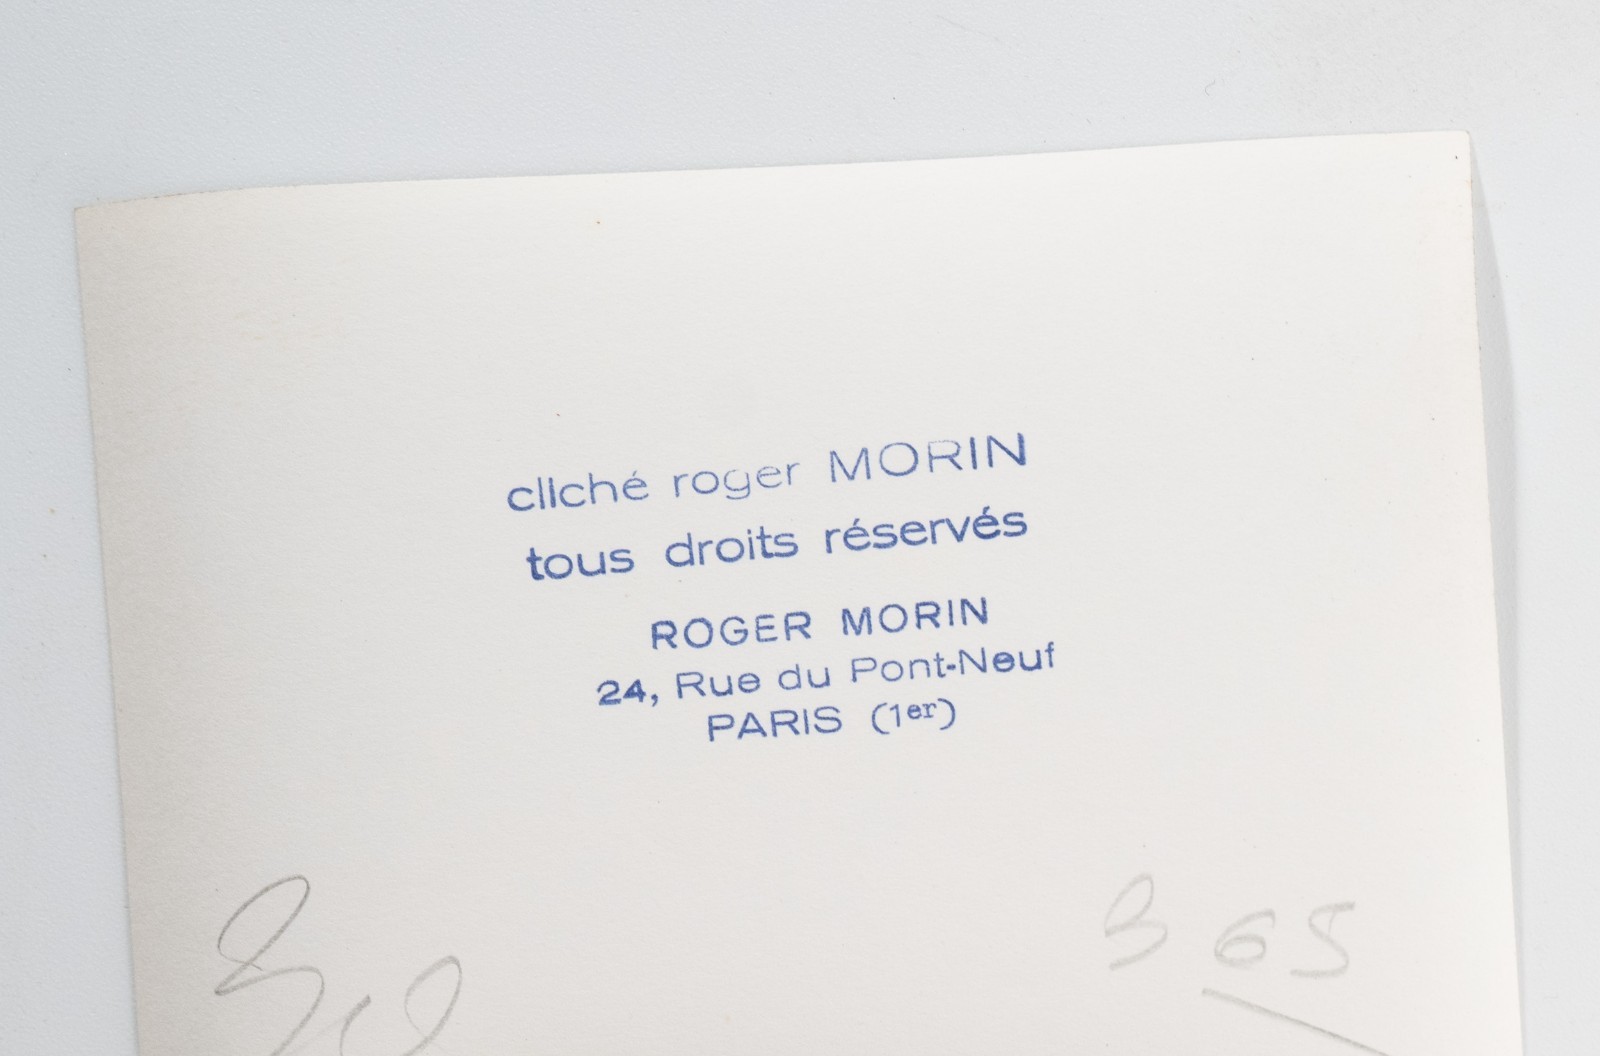 cliché roger MORIN
tous droits réservés
ROGER MORIN
24, Rue du Pont-Neuf
PARIS (1er)
365